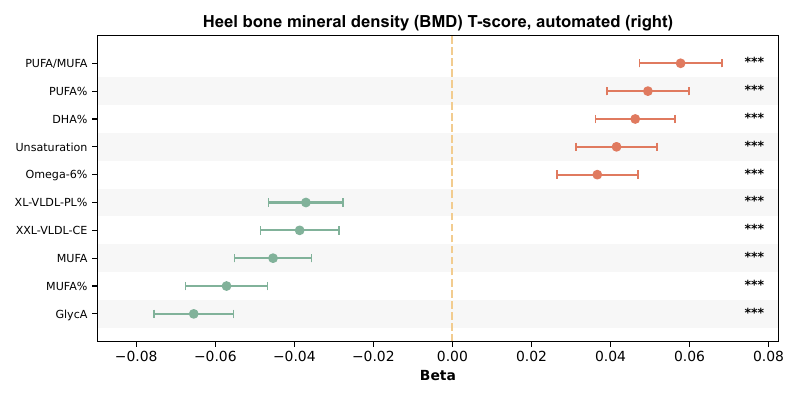 Heel bone mineral density (BMD) T-score, automated (right)
PUFA/MUFA ***
PUFA% ***
DHA% ***
Unsaturation ***
Omega-6% ***
XL-VLDL-PL% ***
XXL-VLDL-CE ***
MUFA ***
MUFA% ***
GlycA ***
−0.08 −0.06 −0.04 −0.02 0.00 0.02 0.04 0.06 0.08
Beta